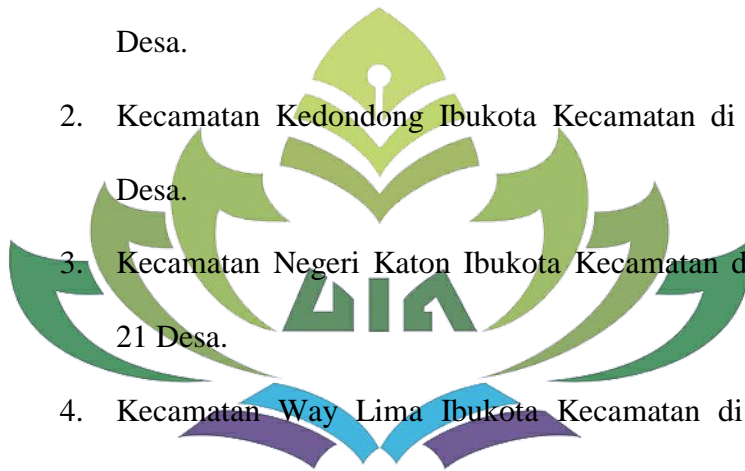 Desa.
2. Kecamatan Kedondong Ibukota Kecamatan di
Desa.
3. Kecamatan Negeri Katon Ibukota Kecamatan
21 Desa.
UIN
4. Kecamatan Way Lima Ibukota Kecamatan di